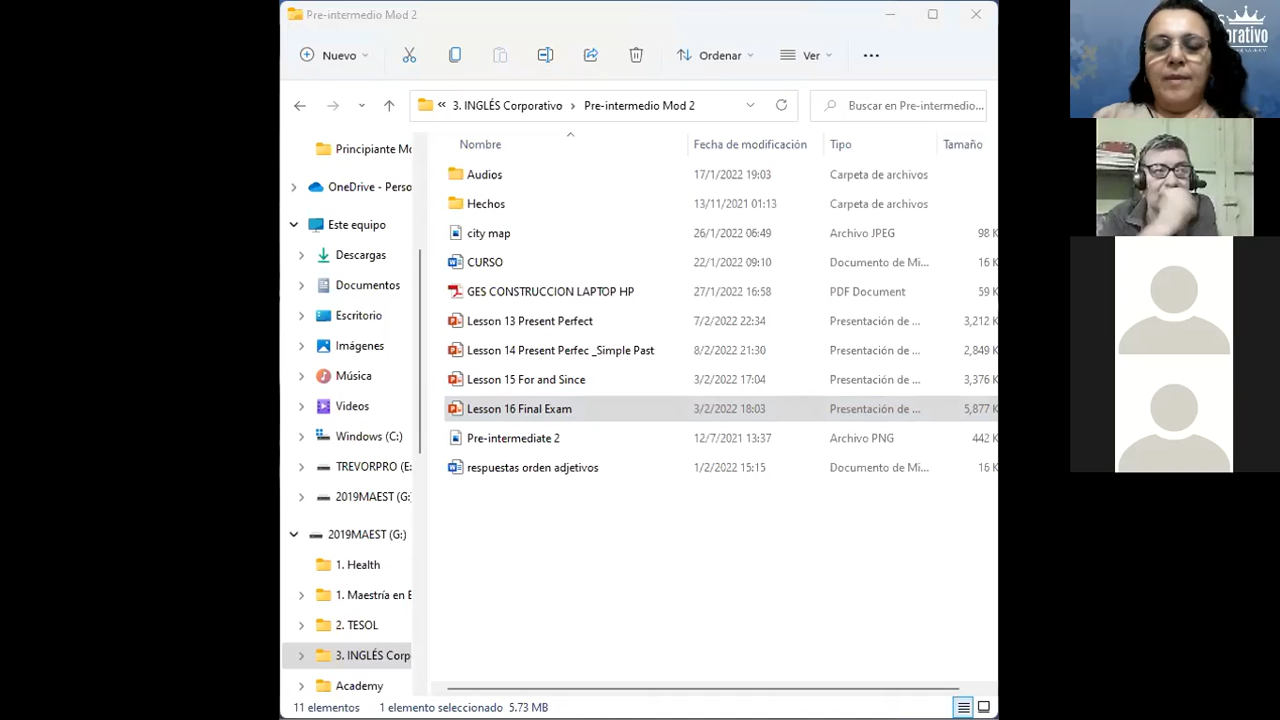 Pre-intermedio Mod 2
Nuevo
Ordenar
Ver
3. INGLÉS Corporativo > Pre-intermedio Mod 2
Buscar en Pre-intermedio...
Nombre Fecha de modificación Tipo Tamaño
Audios 17/1/2022 19:03 Carpeta de archivos
Hechos 13/11/2021 01:13 Carpeta de archivos
city map 26/1/2022 06:49 Archivo JPEG 98 K
CURSO 22/1/2022 09:10 Documento de Mi... 16 K
GES CONSTRUCCION LAPTOP HP 27/1/2022 16:58 PDF Document 59 K
Lesson 13 Present Perfect 7/2/2022 22:34 Presentación de ... 3,212 K
Lesson 14 Present Perfec _Simple Past 8/2/2022 21:30 Presentación de ... 2,849 K
Lesson 15 For and Since 3/2/2022 17:04 Presentación de ... 3,376 K
Lesson 16 Final Exam 3/2/2022 18:03 Presentación de ... 5,877 K
Pre-intermediate 2 12/7/2021 13:37 Archivo PNG 442 K
respuestas orden adjetivos 1/2/2022 15:15 Documento de Mi... 16 K
Principiante Mo
OneDrive - Perso
Este equipo
Descargas
Documentos
Escritorio
Imágenes
Música
Videos
Windows (C:)
TREVORPRO (E:
2019MAEST (G:
2019MAEST (G:)
1. Health
1. Maestría en E
2. TESOL
3. INGLÉS Corp
Academy
11 elementos 1 elemento seleccionado 5.73 MB
orativo